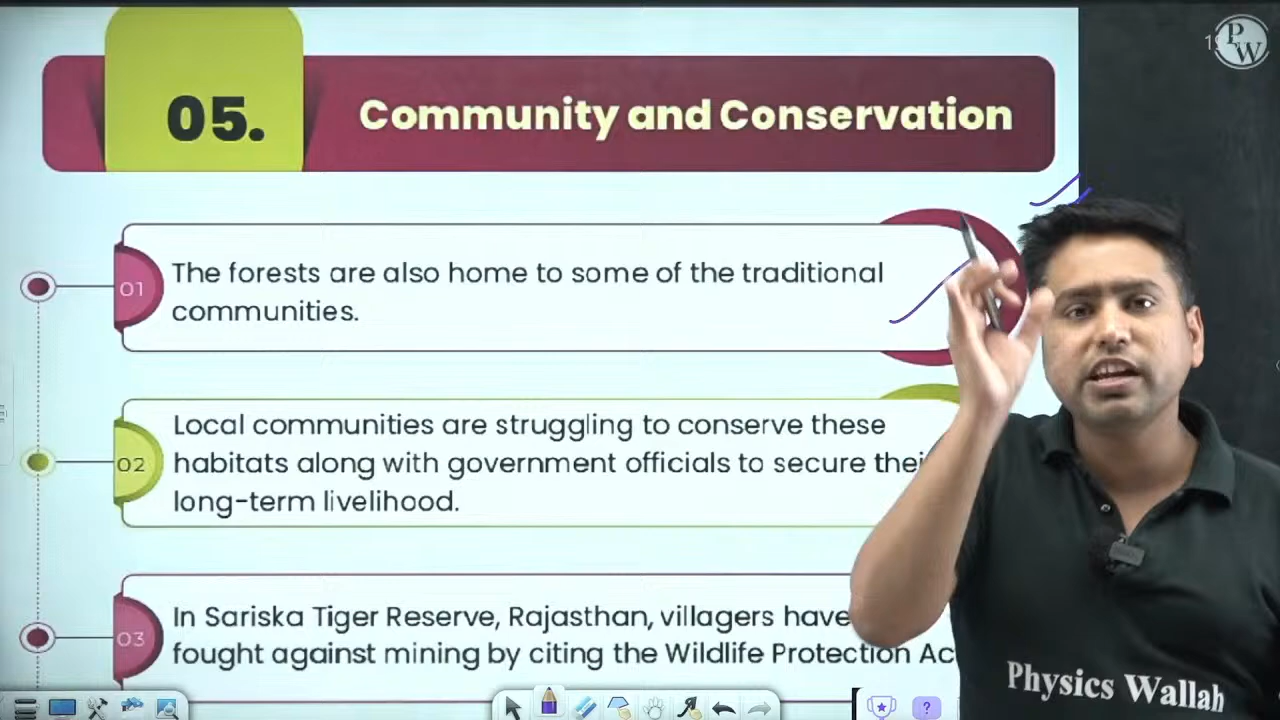 05.
Community and Conservation
PW
01
The forests are also home to some of the traditional
communities.
02
Local communities are struggling to conserve these
habitats along with government officials to secure
long-term livelihood.
03
In Sariska Tiger Reserve, Rajasthan, villagers have
fought against mining by citing the Wildlife Protection
Physics Wallah